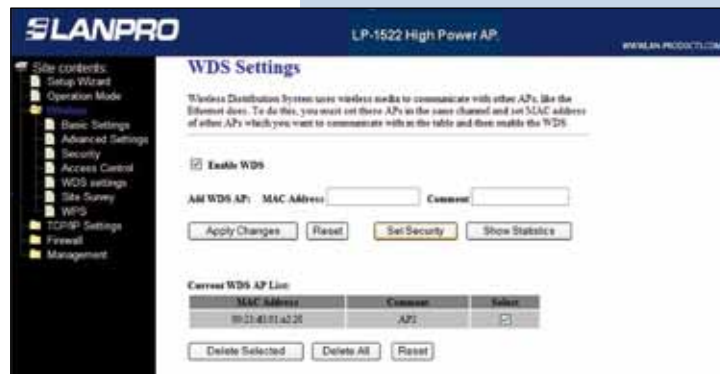 LANPRO
LP-1522 High Power AP.
WWW.LAN-PRODUCTS.COM
Site contents:
Setup Wizard
Operation Mode
Wireless
Basic Settings
Advanced Settings
Security
Access Control
WDS settings
Site Survey
WPS
TCP/IP Settings
Firewall
Management
WDS Settings
Wireless Distribution System uses wireless media to communicate with other APs, like the
Ethernet does. To do this, you must set these APs in the same channel and set MAC address
of other APs which you want to communicate with in the table and then enable the WDS.
Enable WDS
Add WDS AP: MAC Address Comment
Apply Changes Reset Set Security Show Statistics
Current WDS AP List:
MAC Address Comment Select
Delete Selected Delete All Reset